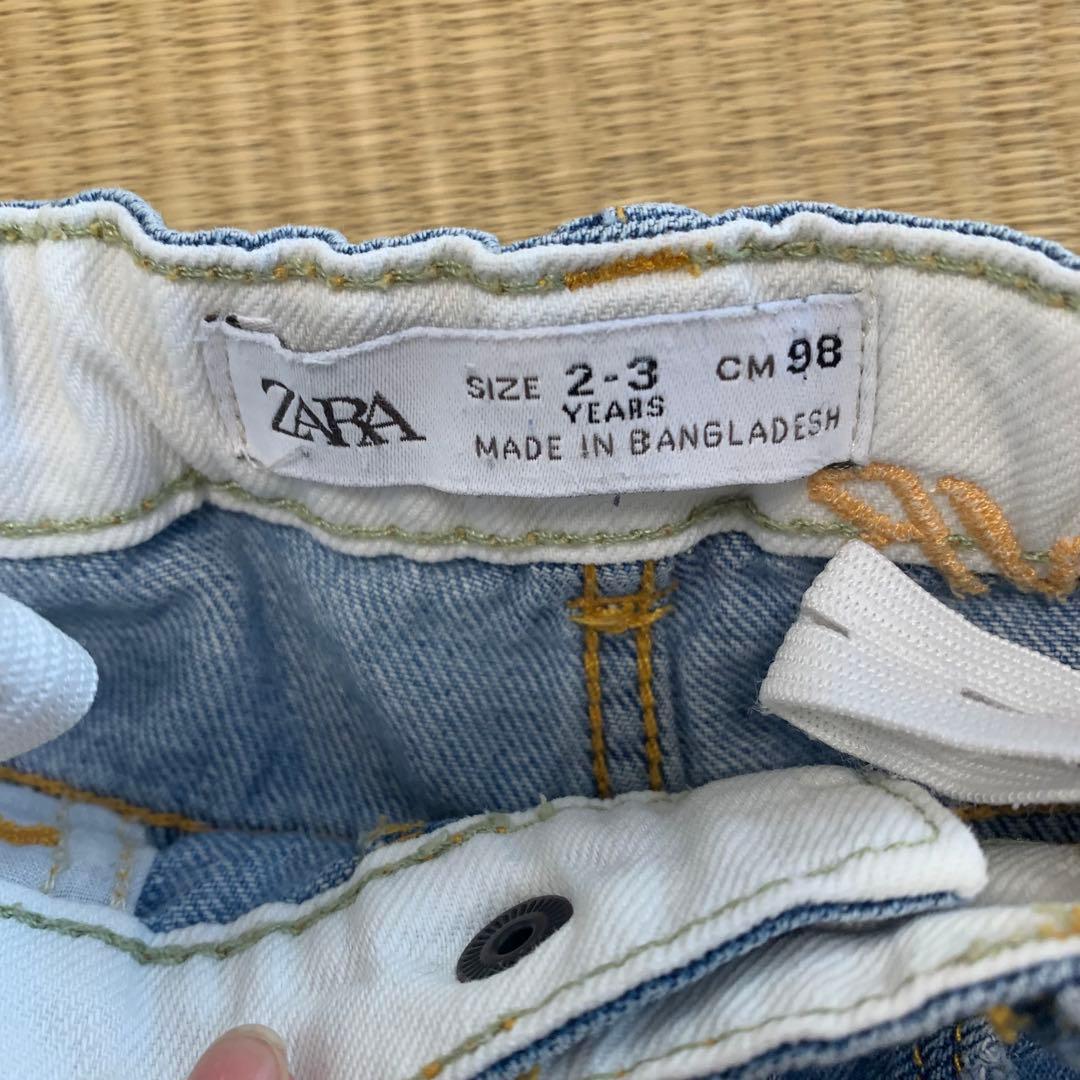 ZARA
SIZE 2-3 CM 98
YEARS
MADE IN BANGLADESH